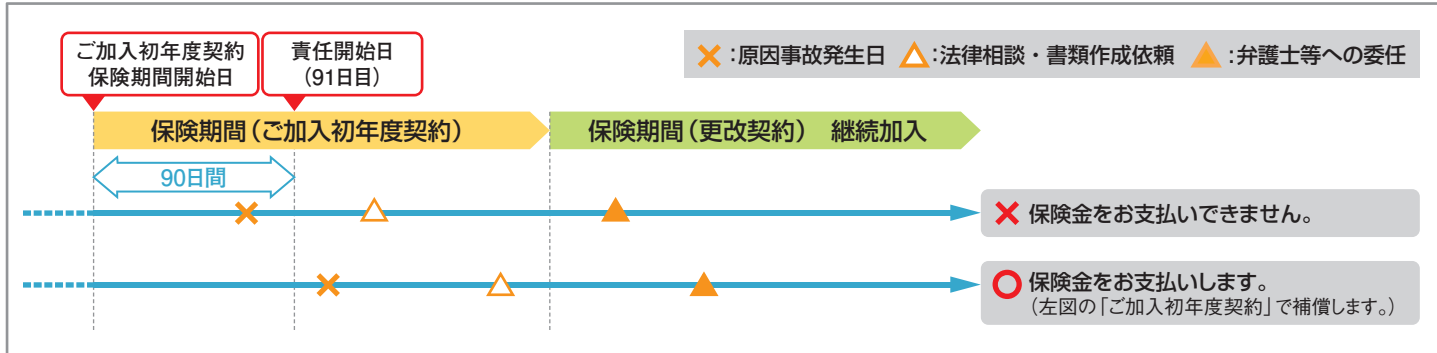 ご加入初年度契約
保険期間開始日
責任開始日
(91日目)
:原因事故発生日 :法律相談・書類作成依頼 :弁護士等への委任
保険期間(ご加入初年度契約)
保険期間(更改契約) 継続加入
90日間
保険金をお支払いできません。
保険金をお支払いします。
(左図の「ご加入初年度契約」で補償します。)